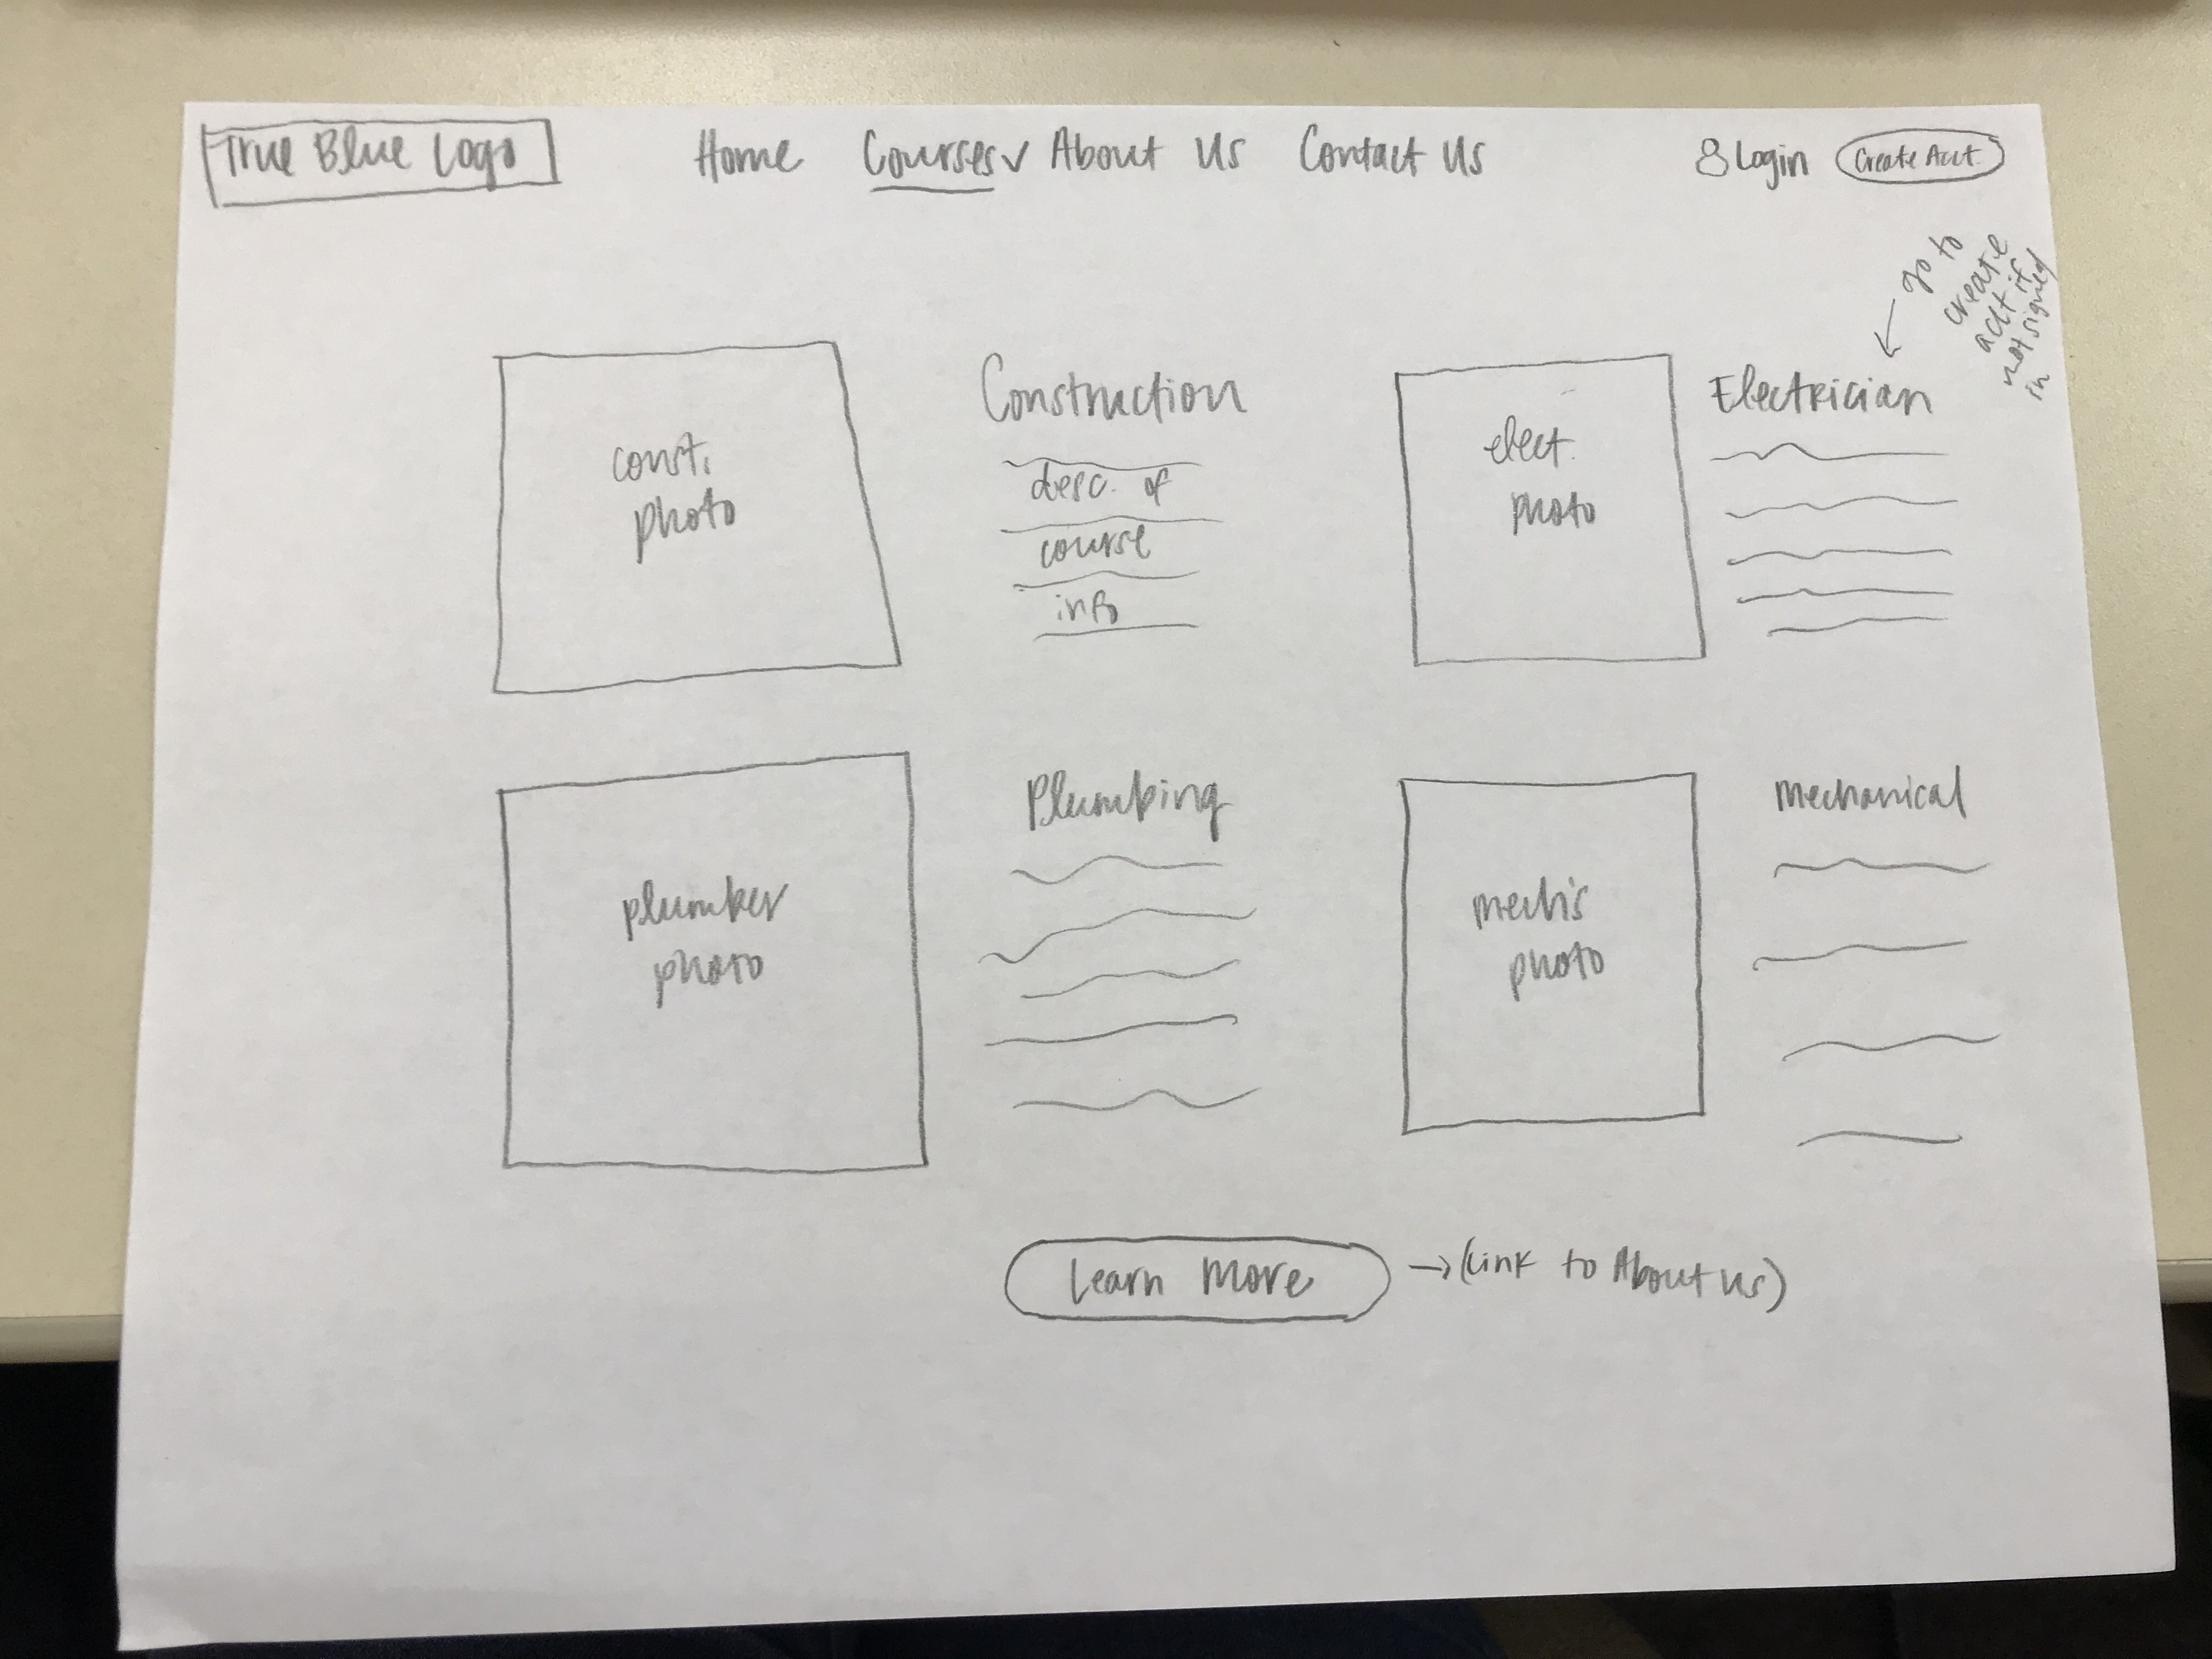 True Blue Logo
Home Courses v About Us Contact Us
Login
Create Acct.
go to
create
acct if
not signed
in
const.
photo
Construction
desc. of
course
info
elect.
photo
Electrician
plumber
photo
Plumbing
mech's
photo
Mechanical
Learn More
→ (link to About us)